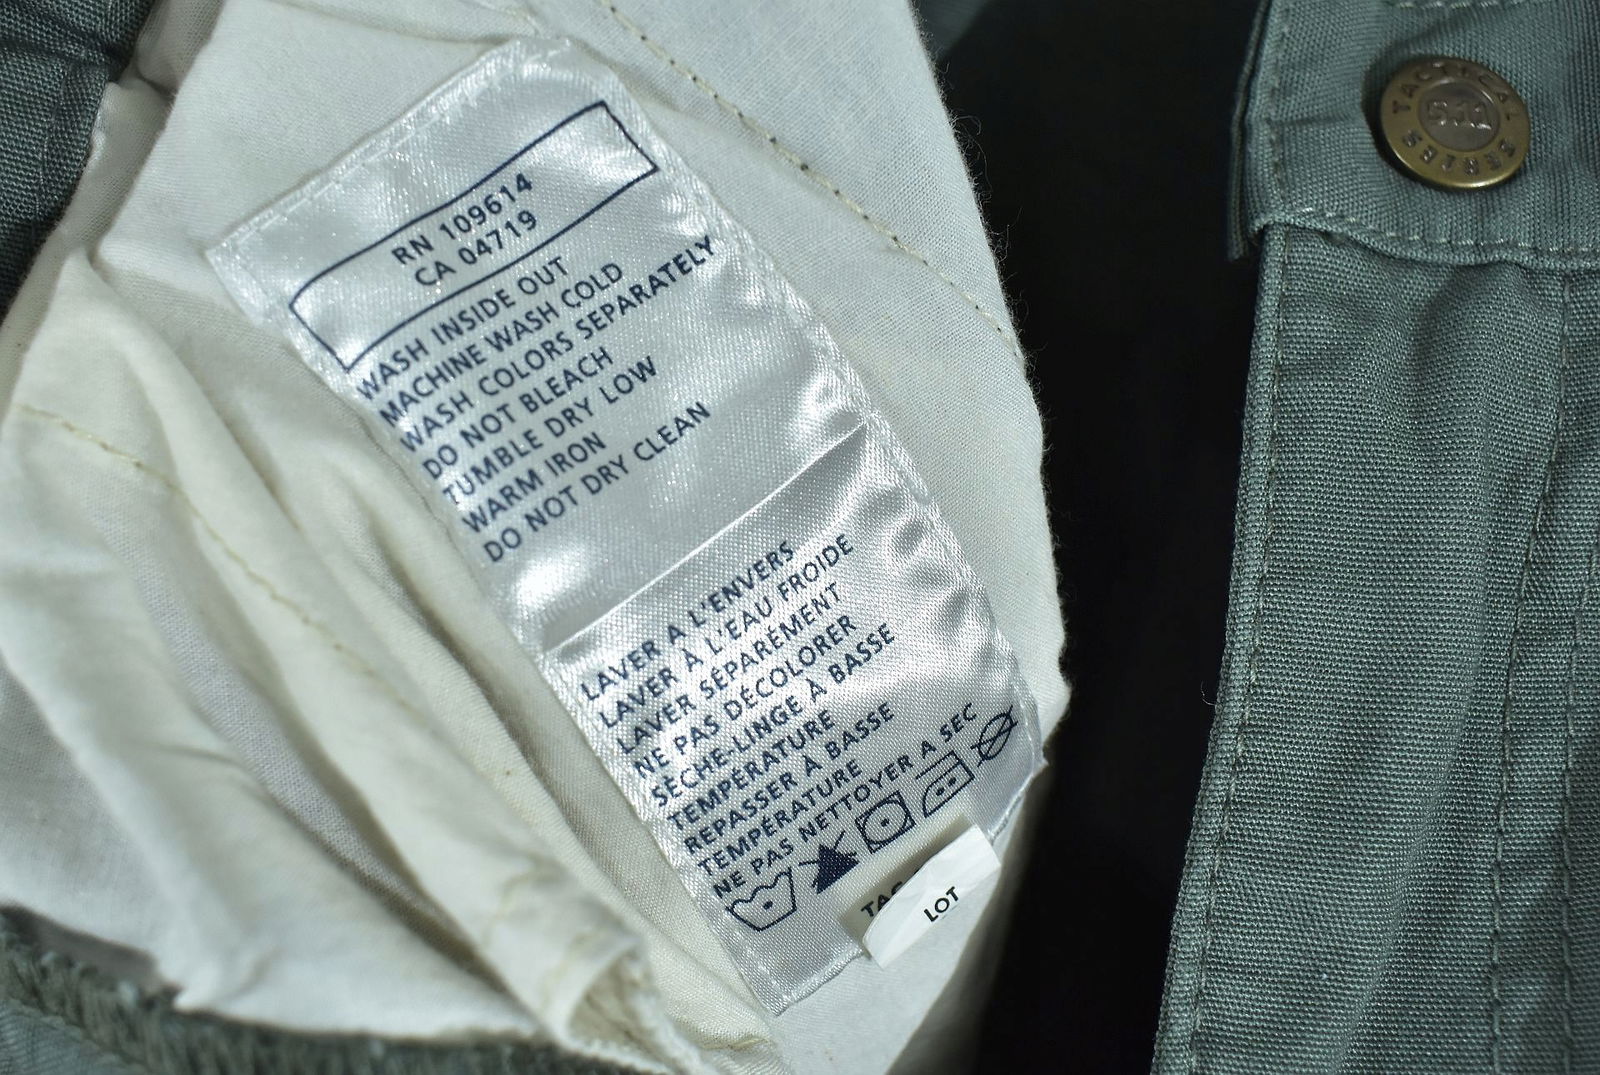 RN 109614
CA 04719
WASH INSIDE OUT
MACHINE WASH COLD
WASH COLORS SEPARATELY
DO NOT BLEACH
TUMBLE DRY LOW
WARM IRON
DO NOT DRY CLEAN
LAVER A L'ENVERS
LAVER À L'EAU FROIDE
LAVER SÉPARÉMENT
NE PAS DÉCOLORER
SÈCHE-LINGE À BASSE
TEMPÉRATURE
REPASSER À BASSE
TEMPÉRATURE
NE PAS NETTOYER A SEC
LOT
TACTICAL
5.11
SERIES